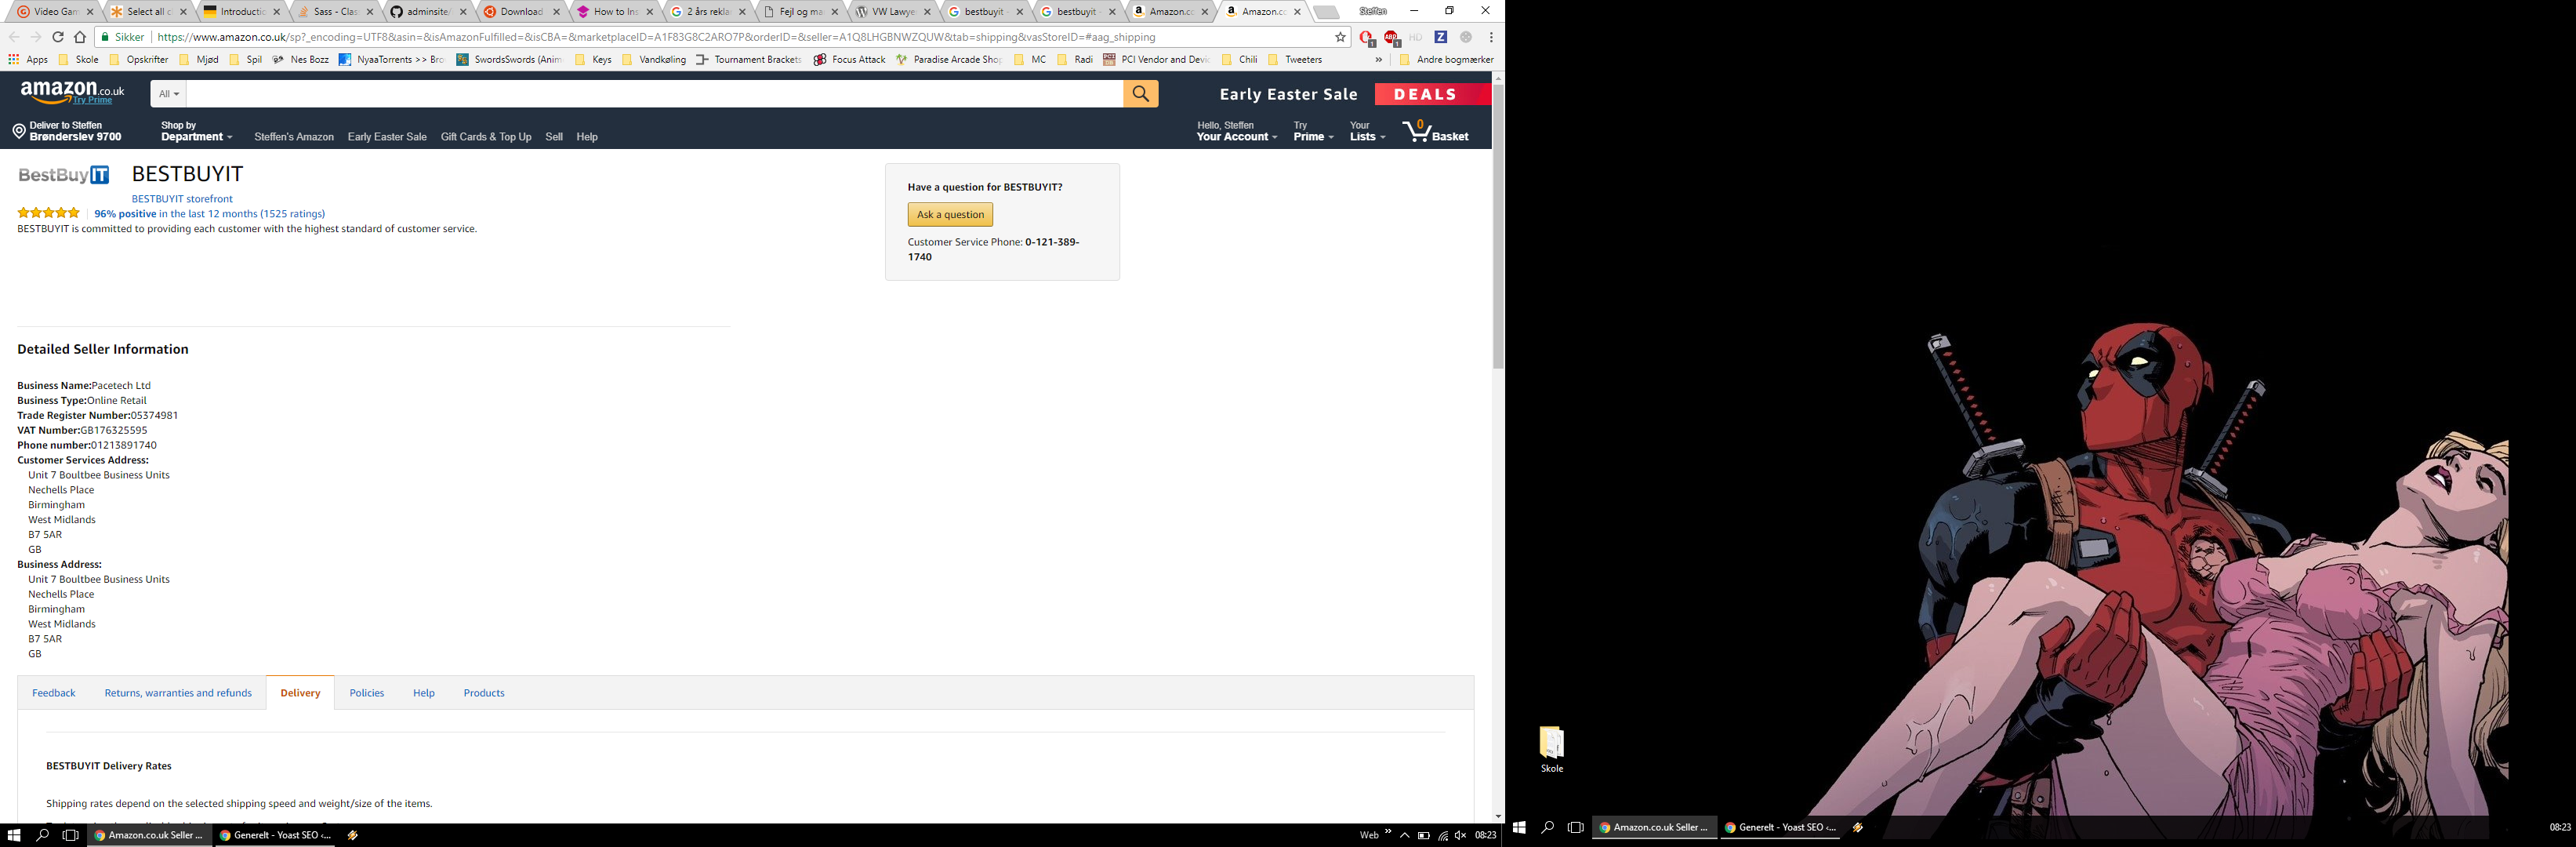 Video Gam
Select all c
Introductio
Sass - Clas
adminsite/
Download
How to Ins
2 års rekla
Fejl og ma
VW Lawye
bestbuyit -
bestbuyit -
Amazon.co
Amazon.co
Steffen
Sikker
https://www.amazon.co.uk/sp?_encoding=UTF8&asin=&isAmazonFulfilled=&isCBA=&marketplaceID=A1F83G8C2ARO7P&orderID=&seller=A1Q8LHGBNWZQUW&tab=shipping&vasStoreID=#aag_shipping
Apps Skole Opskrifter Mjød Spil Nes Bozz NyaaTorrents >> Bro SwordsSwords (Anim Keys Vandkøling Tournament Brackets Focus Attack Paradise Arcade Shop MC Radi PCI Vendor and Devic Chili Tweeters » Andre bogmærker
amazon.co.uk
Try Prime
All
Early Easter Sale DEALS
Deliver to Steffen
Brønderslev 9700
Shop by
Department
Steffen's Amazon Early Easter Sale Gift Cards & Top Up Sell Help
Hello, Steffen
Your Account
Try
Prime
Your
Lists
0
Basket
BestBuyIT
BESTBUYIT
BESTBUYIT storefront
96% positive in the last 12 months (1525 ratings)
BESTBUYIT is committed to providing each customer with the highest standard of customer service.
Have a question for BESTBUYIT?
Ask a question
Customer Service Phone: 0-121-389-
1740
Detailed Seller Information
Business Name:Pacetech Ltd
Business Type:Online Retail
Trade Register Number:05374981
VAT Number:GB176325595
Phone number:01213891740
Customer Services Address:
Unit 7 Boultbee Business Units
Nechells Place
Birmingham
West Midlands
B7 5AR
GB
Business Address:
Unit 7 Boultbee Business Units
Nechells Place
Birmingham
West Midlands
B7 5AR
GB
Feedback Returns, warranties and refunds Delivery Policies Help Products
BESTBUYIT Delivery Rates
Shipping rates depend on the selected shipping speed and weight/size of the items.
Amazon.co.uk Seller ...
Generelt - Yoast SEO ‹...
Web »
08:23
Skole
Amazon.co.uk Seller ...
Generelt - Yoast SEO ‹...
08:23